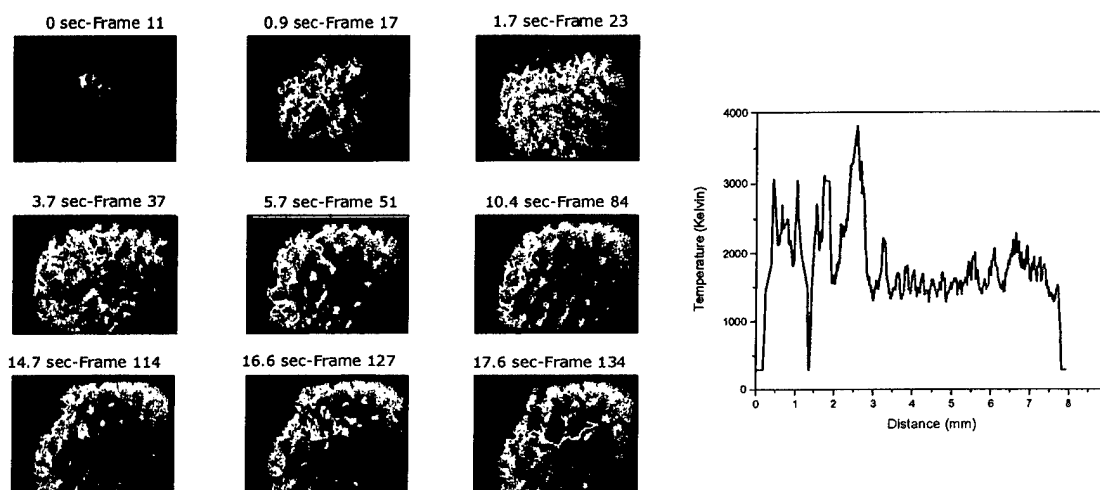 0 sec-Frame 11
0.9 sec-Frame 17
1.7 sec-Frame 23
3.7 sec-Frame 37
5.7 sec-Frame 51
10.4 sec-Frame 84
14.7 sec-Frame 114
16.6 sec-Frame 127
17.6 sec-Frame 134
4000
3000
2000
1000
0
Temperature (Kelvin)
0 1 2 3 4 5 6 7 8
Distance (mm)